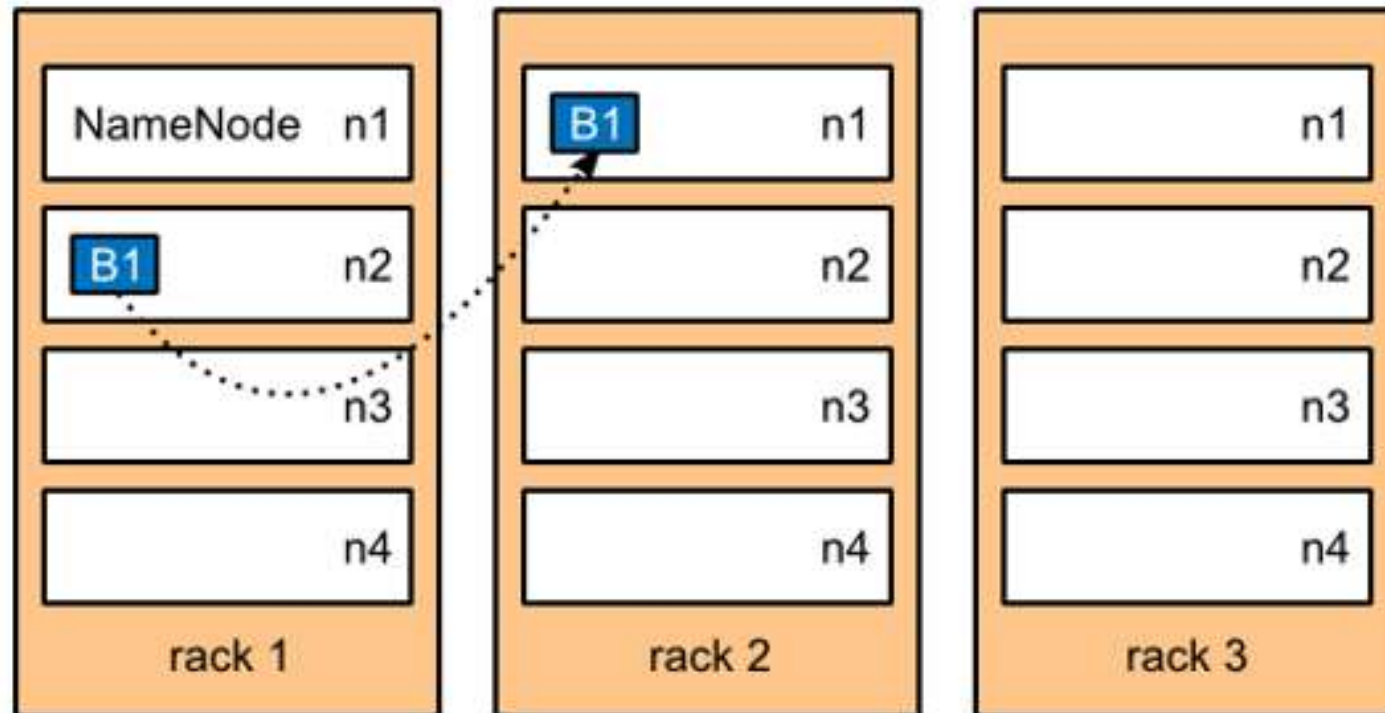 NameNode n1
B1 n2
n3
n4
rack 1
B1 n1
n2
n3
n4
rack 2
n1
n2
n3
n4
rack 3